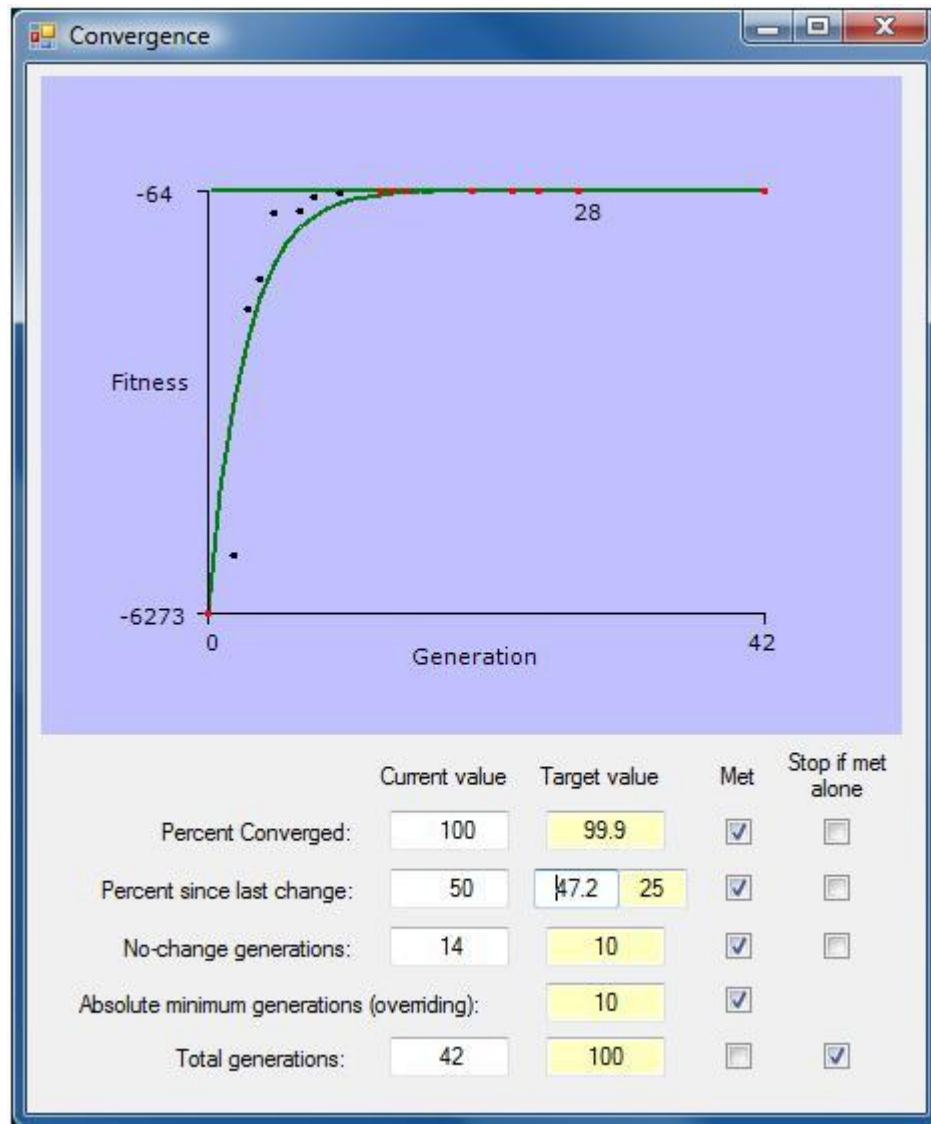 Convergence
-64
28
Fitness
-6273
0
42
Generation
Current value Target value Met Stop if met
alone
Percent Converged: 100 99.9
Percent since last change: 50 47.2 25
No-change generations: 14 10
Absolute minimum generations (overriding): 10
Total generations: 42 100